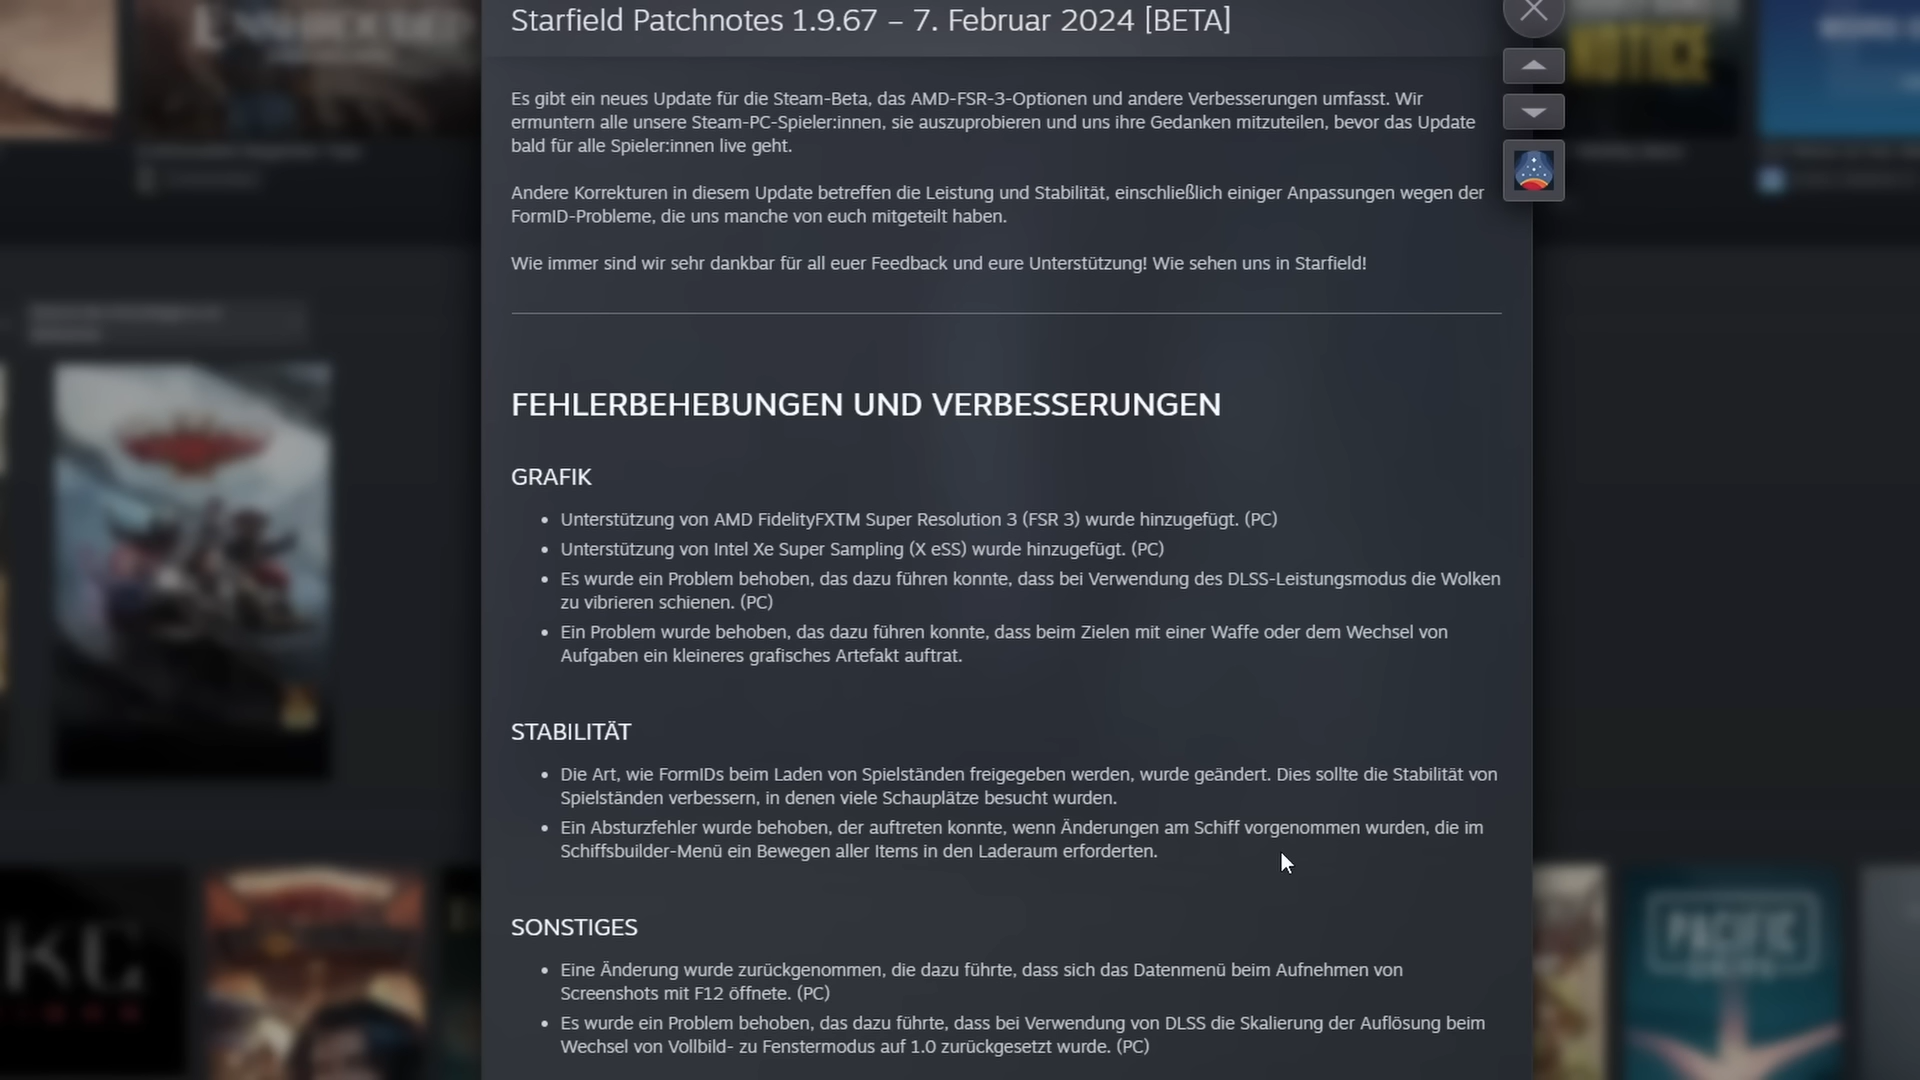 Starfield Patchnotes 1.9.67 – 7. Februar 2024 [BETA]
NOTICE
Es gibt ein neues Update für die Steam-Beta, das AMD-FSR-3-Optionen und andere Verbesserungen umfasst. Wir
ermuntern alle unsere Steam-PC-Spieler:innen, sie auszuprobieren und uns ihre Gedanken mitzuteilen, bevor das Update
bald für alle Spieler:innen live geht.
Andere Korrekturen in diesem Update betreffen die Leistung und Stabilität, einschließlich einiger Anpassungen wegen der
FormID-Probleme, die uns manche von euch mitgeteilt haben.
Wie immer sind wir sehr dankbar für all euer Feedback und eure Unterstützung! Wie sehen uns in Starfield!
FEHLERBEHEBUNGEN UND VERBESSERUNGEN
GRAFIK
• Unterstützung von AMD FidelityFXTM Super Resolution 3 (FSR 3) wurde hinzugefügt. (PC)
• Unterstützung von Intel Xe Super Sampling (X eSS) wurde hinzugefügt. (PC)
• Es wurde ein Problem behoben, das dazu führen konnte, dass bei Verwendung des DLSS-Leistungsmodus die Wolken
zu vibrieren schienen. (PC)
• Ein Problem wurde behoben, das dazu führen konnte, dass beim Zielen mit einer Waffe oder dem Wechsel von
Aufgaben ein kleineres grafisches Artefakt auftrat.
STABILITÄT
• Die Art, wie FormIDs beim Laden von Spielständen freigegeben werden, wurde geändert. Dies sollte die Stabilität von
Spielständen verbessern, in denen viele Schauplätze besucht wurden.
• Ein Absturzfehler wurde behoben, der auftreten konnte, wenn Änderungen am Schiff vorgenommen wurden, die im
Schiffsbuilder-Menü ein Bewegen aller Items in den Laderaum erforderten.
SONSTIGES
• Eine Änderung wurde zurückgenommen, die dazu führte, dass sich das Datenmenü beim Aufnehmen von
Screenshots mit F12 öffnete. (PC)
• Es wurde ein Problem behoben, das dazu führte, dass bei Verwendung von DLSS die Skalierung der Auflösung beim
Wechsel von Vollbild- zu Fenstermodus auf 1.0 zurückgesetzt wurde. (PC)
PACIFIC